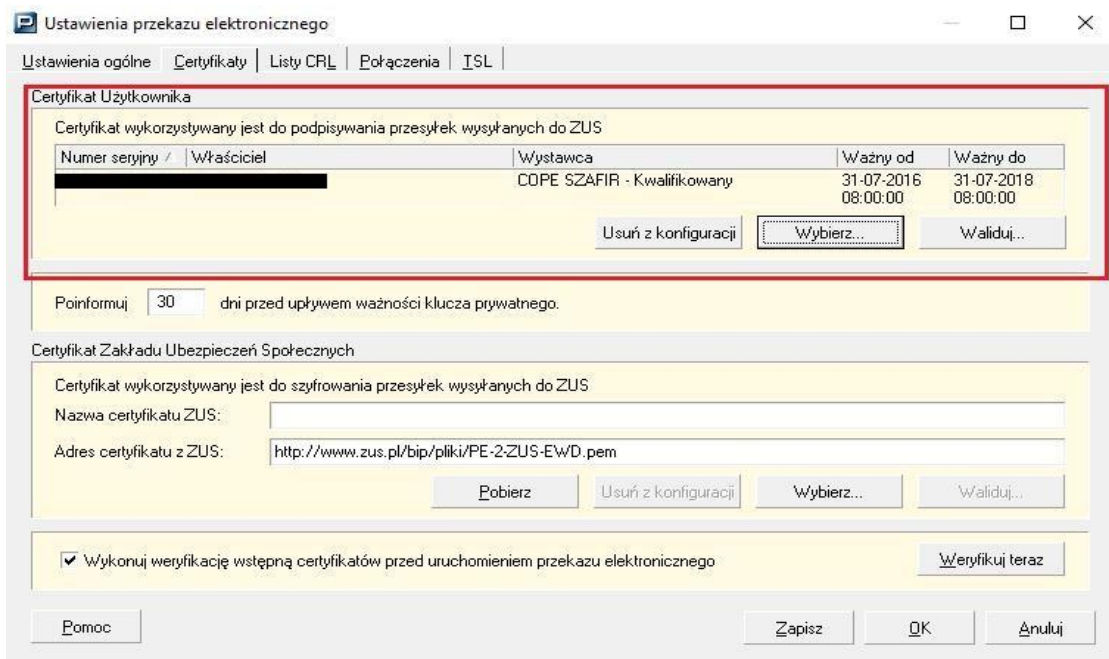 Ustawienia przekazu elektronicznego
Ustawienia ogólne Certyfikaty Listy CRL Połączenia TSL
Certyfikat Użytkownika
Certyfikat wykorzystywany jest do podpisywania przesyłek wysyłanych do ZUS
Numer seryjny Właściciel Wystawca Ważny od Ważny do
COPE SZAFIR - Kwalifikowany 31-07-2016 31-07-2018
08:00:00 08:00:00
Usuń z konfiguracji Wybierz... Waliduj...
Poinformuj 30 dni przed upływem ważności klucza prywatnego.
Certyfikat Zakładu Ubezpieczeń Społecznych
Certyfikat wykorzystywany jest do szyfrowania przesyłek wysyłanych do ZUS
Nazwa certyfikatu ZUS:
Adres certyfikatu z ZUS: http://www.zus.pl/bip/pliki/PE-2-ZUS-EWD.pem
Pobierz Usuń z konfiguracji Wybierz... Waliduj...
Wykonuj weryfikację wstępną certyfikatów przed uruchomieniem przekazu elektronicznego Weryfikuj teraz
Pomoc Zapisz OK Anuluj